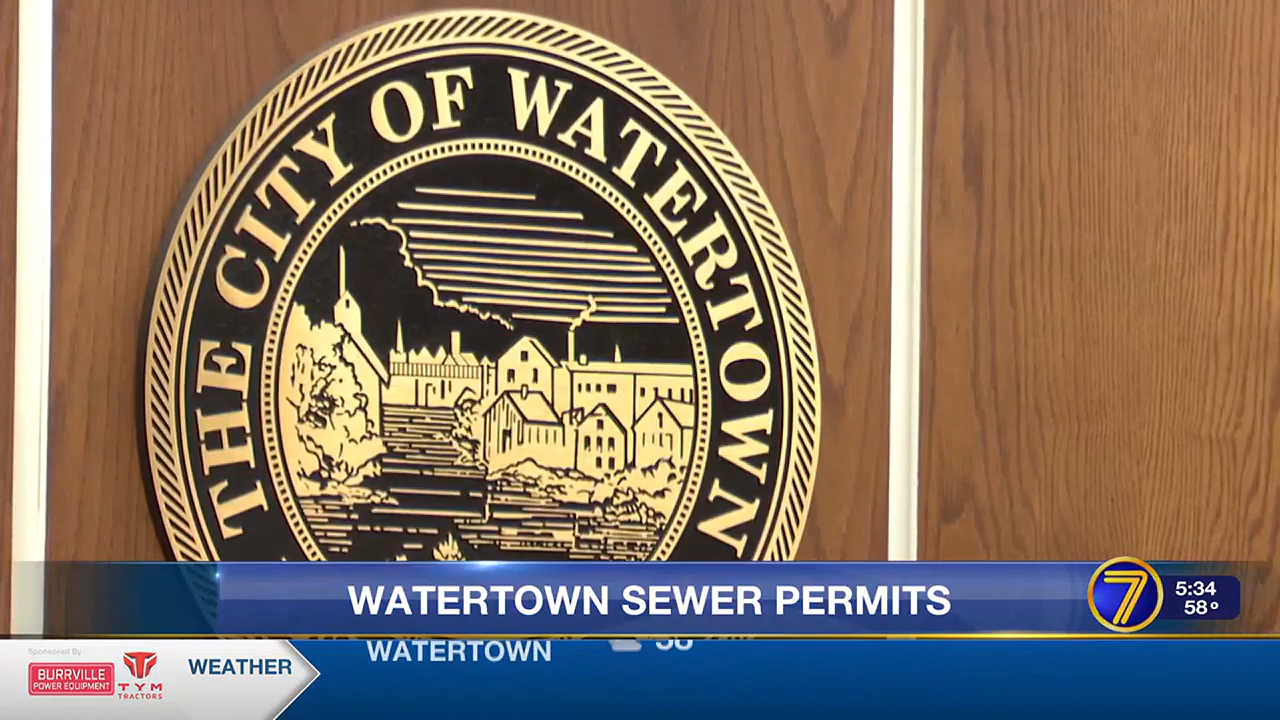 THE CITY OF WATERTOWN
WATERTOWN SEWER PERMITS
7
5:34
58°
Sponsored By:
BURRVILLE
POWER EQUIPMENT
TYM
TRACTORS
WEATHER
WATERTOWN